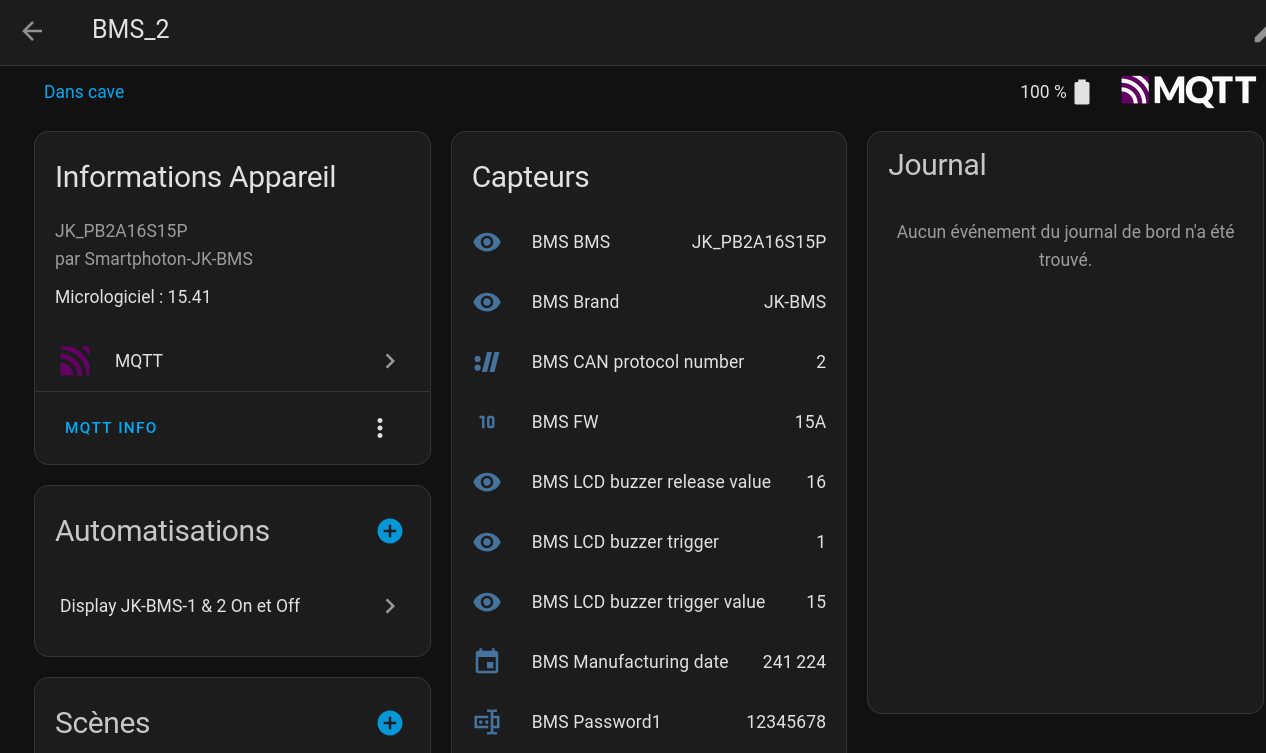 BMS_2
Dans cave
100 %
MQTT
Informations Appareil
JK_PB2A16S15P
par Smartphoton-JK-BMS
Micrologiciel : 15.41
MQTT
MQTT INFO
Automatisations
Display JK-BMS-1 & 2 On et Off
Scènes
Capteurs
BMS BMS JK_PB2A16S15P
BMS Brand JK-BMS
BMS CAN protocol number 2
10 BMS FW 15A
BMS LCD buzzer release value 16
BMS LCD buzzer trigger 1
BMS LCD buzzer trigger value 15
BMS Manufacturing date 241 224
BMS Password1 12345678
Journal
Aucun événement du journal de bord n'a été
trouvé.